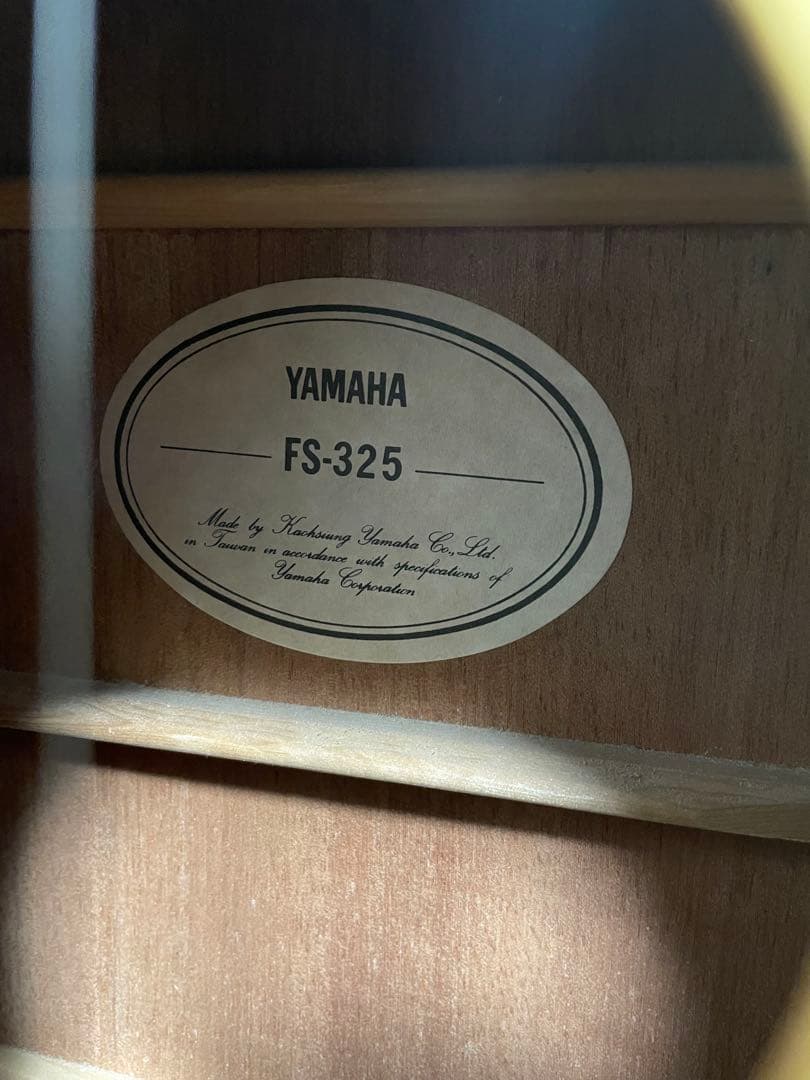 YAMAHA
FS-325
Made by Kaohsiung Yamaha Co., Ltd.
in Taiwan in accordance with specifications of
Yamaha Corporation